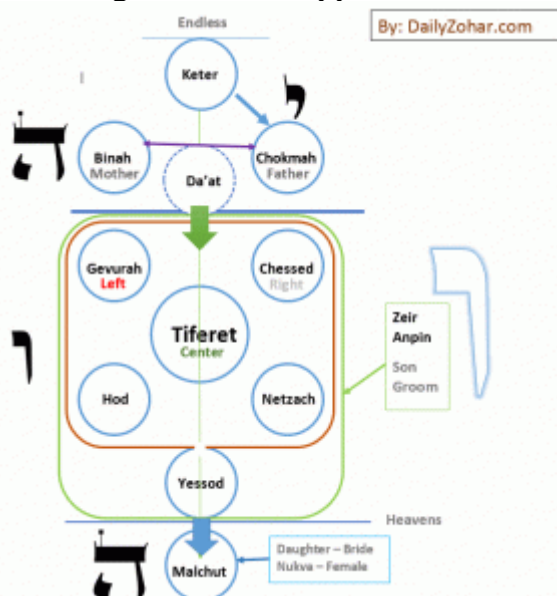 Endless
By: DailyZohar.com
Keter
י
ה
Binah
Mother
Chokmah
Father
Da'at
Gevurah
Left
Chessed
Right
Tiferet
Center
ו
ו
Zeir
Anpin
Son
Groom
Hod
Netzach
Yessod
Heavens
ה
Malchut
Daughter – Bride
Nukva – Female